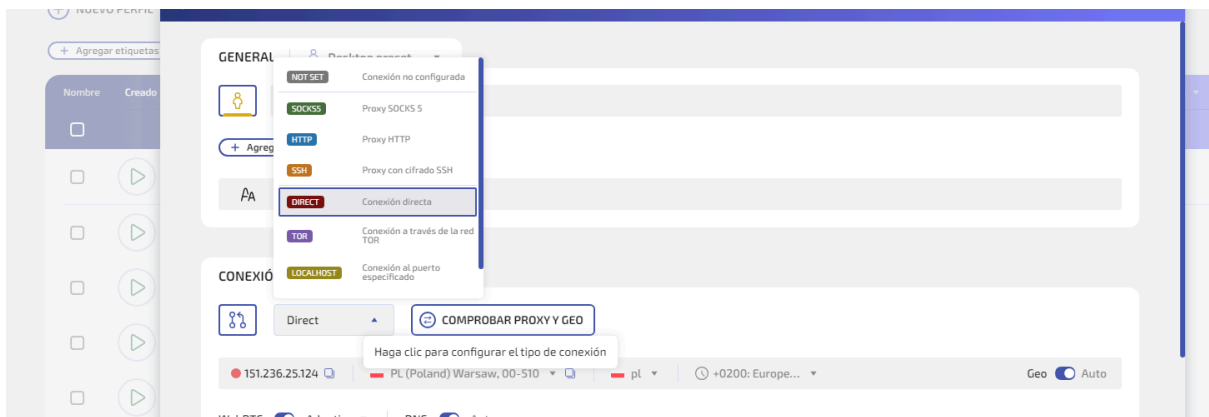 NUEVO PERFIL
+ Agregar etiquetas
Nombre Creado
GENERAL Desktop preset
NOT SET Conexión no configurada
SOCKS5 Proxy SOCKS 5
HTTP Proxy HTTP
+ Agreg
SSH Proxy con cifrado SSH
DIRECT Conexión directa
TOR Conexión a través de la red
TOR
LOCALHOST Conexión al puerto
especificado
CONEXIÓ
Direct COMPROBAR PROXY Y GEO
Haga clic para configurar el tipo de conexión
151.236.25.124 PL (Poland) Warsaw, 00-510 pl +0200: Europe... Geo Auto